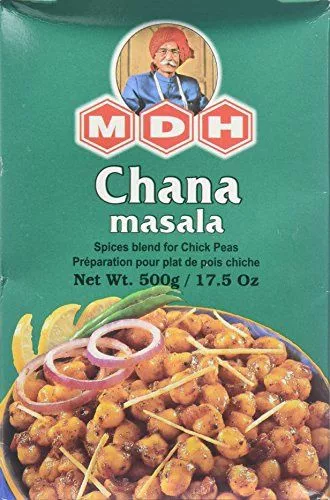 MDH
Chana
masala
Spices blend for Chick Peas
Préparation pour plat de pois chiche
Net Wt. 500g / 17.5 Oz